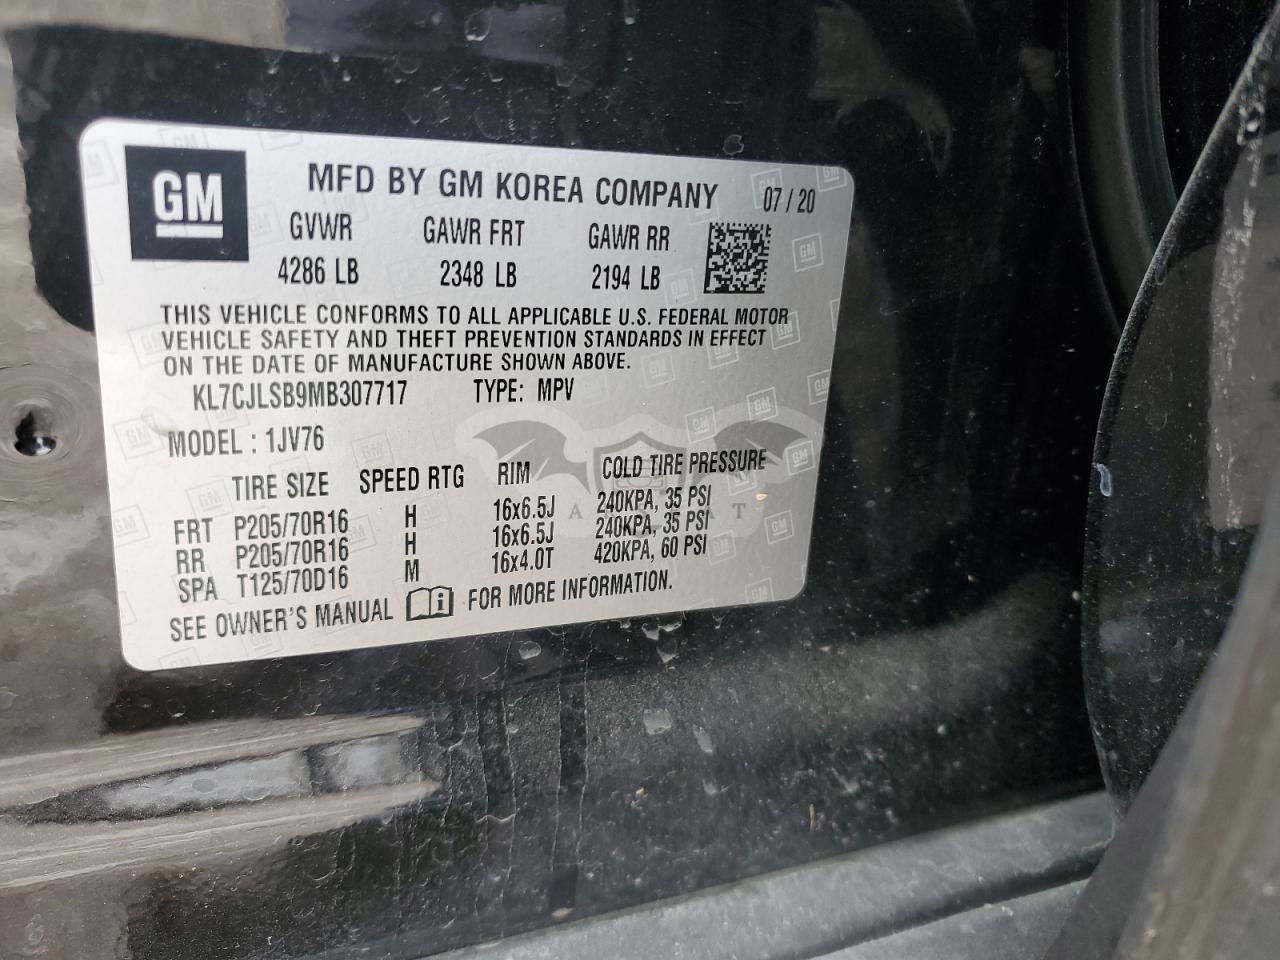 GM
MFD BY GM KOREA COMPANY 07 / 20
GVWR GAWR FRT GAWR RR
4286 LB 2348 LB 2194 LB
THIS VEHICLE CONFORMS TO ALL APPLICABLE U.S. FEDERAL MOTOR
VEHICLE SAFETY AND THEFT PREVENTION STANDARDS IN EFFECT
ON THE DATE OF MANUFACTURE SHOWN ABOVE.
KL7CJLSB9MB307717 TYPE: MPV
MODEL : 1JV76
TIRE SIZE SPEED RTG RIM COLD TIRE PRESSURE
FRT P205/70R16 H 16x6.5J 240KPA, 35 PSI
RR P205/70R16 H 16x6.5J 240KPA, 35 PSI
SPA T125/70D16 M 16x4.0T 420KPA, 60 PSI
SEE OWNER'S MANUAL FOR MORE INFORMATION.